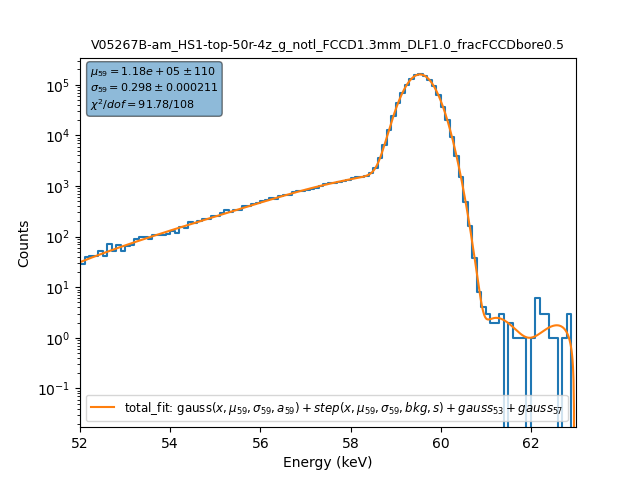 V05267B-am_HS1-top-50r-4z_g_notl_FCCD1.3mm_DLF1.0_fracFCCDbore0.5
μ₅₉ = 1.18e + 05 ± 110
σ₅₉ = 0.298 ± 0.000211
χ²/dof = 91.78/108
Counts
10⁵
10⁴
10³
10²
10¹
10⁰
10⁻¹
total_fit: gauss(x, μ₅₉, σ₅₉, a₅₉) + step(x, μ₅₉, σ₅₉, bkg, s) + gauss₅₃ + gauss₅₇
52 54 56 58 60 62
Energy (keV)